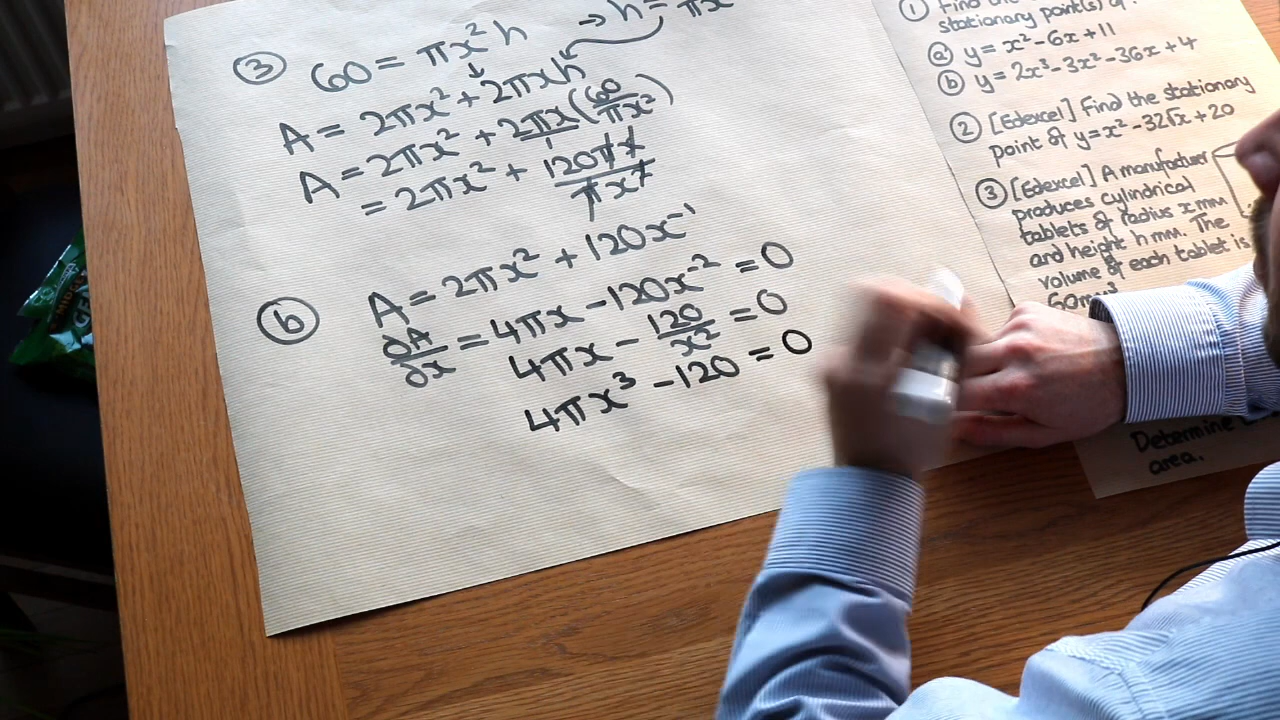 ③ 60 = πx²h → h = 60/πx²
A = 2πx² + 2πxh
A = 2πx² + 2πx(60/πx²)
= 2πx² + 120πx/πx²
A = 2πx² + 120x⁻¹
ⓑ dA/dx = 4πx - 120x⁻² = 0
4πx - 120/x² = 0
4πx³ - 120 = 0
① Find the
stationary point(s) of:
ⓐ y = x² - 6x + 11
ⓑ y = 2x³ - 3x² - 36x + 4
② [Edexcel] Find the stationary
point of y = x² - 32√x + 20
③ [Edexcel] A manufacturer
produces cylindrical
tablets of radius x mm
and height h mm. The
volume of each tablet is
60mm³
Determine
area.